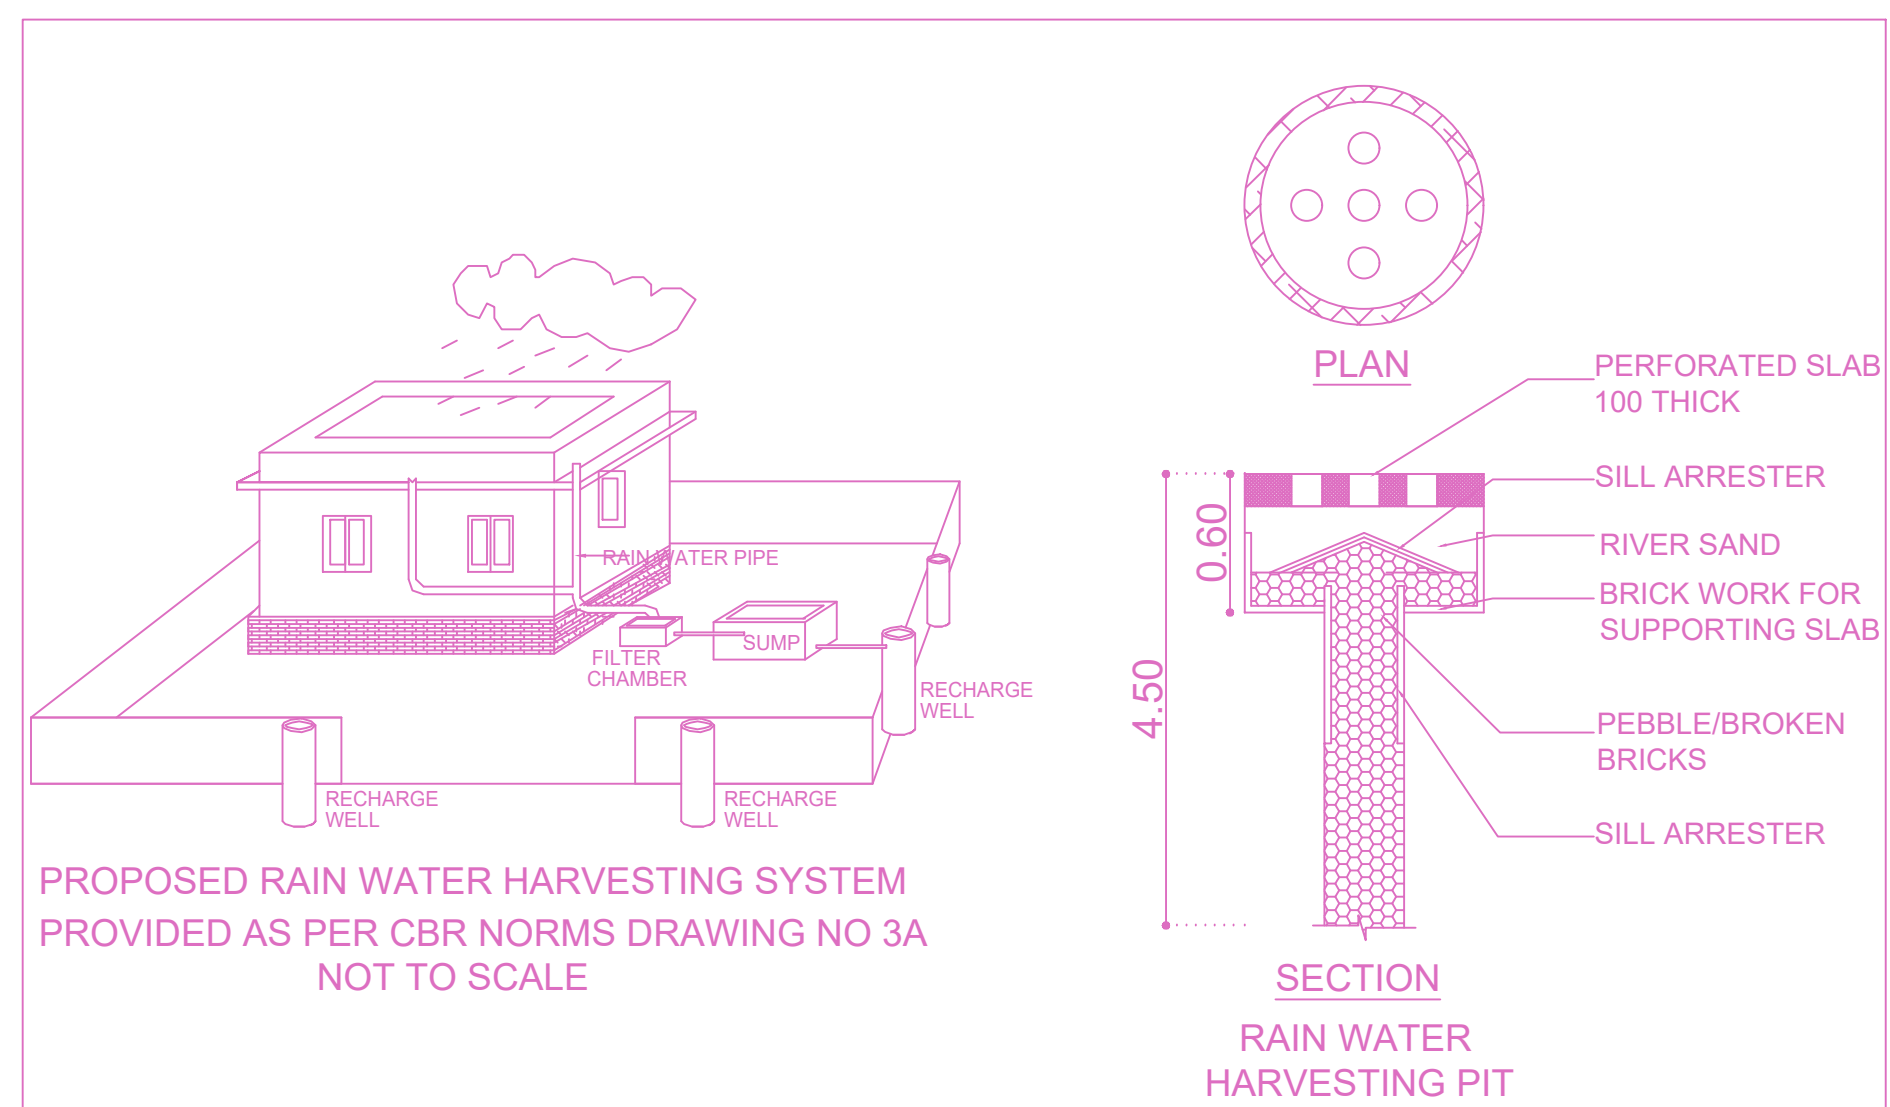 PLAN
PERFORATED SLAB
100 THICK
SILL ARRESTER
RIVER SAND
BRICK WORK FOR
SUPPORTING SLAB
PEBBLE/BROKEN
BRICKS
SILL ARRESTER
0.60
4.50
SECTION
RAIN WATER
HARVESTING PIT
RAIN WATER PIPE
SUMP
FILTER
CHAMBER
RECHARGE
WELL
RECHARGE
WELL
RECHARGE
WELL
PROPOSED RAIN WATER HARVESTING SYSTEM
PROVIDED AS PER CBR NORMS DRAWING NO 3A
NOT TO SCALE